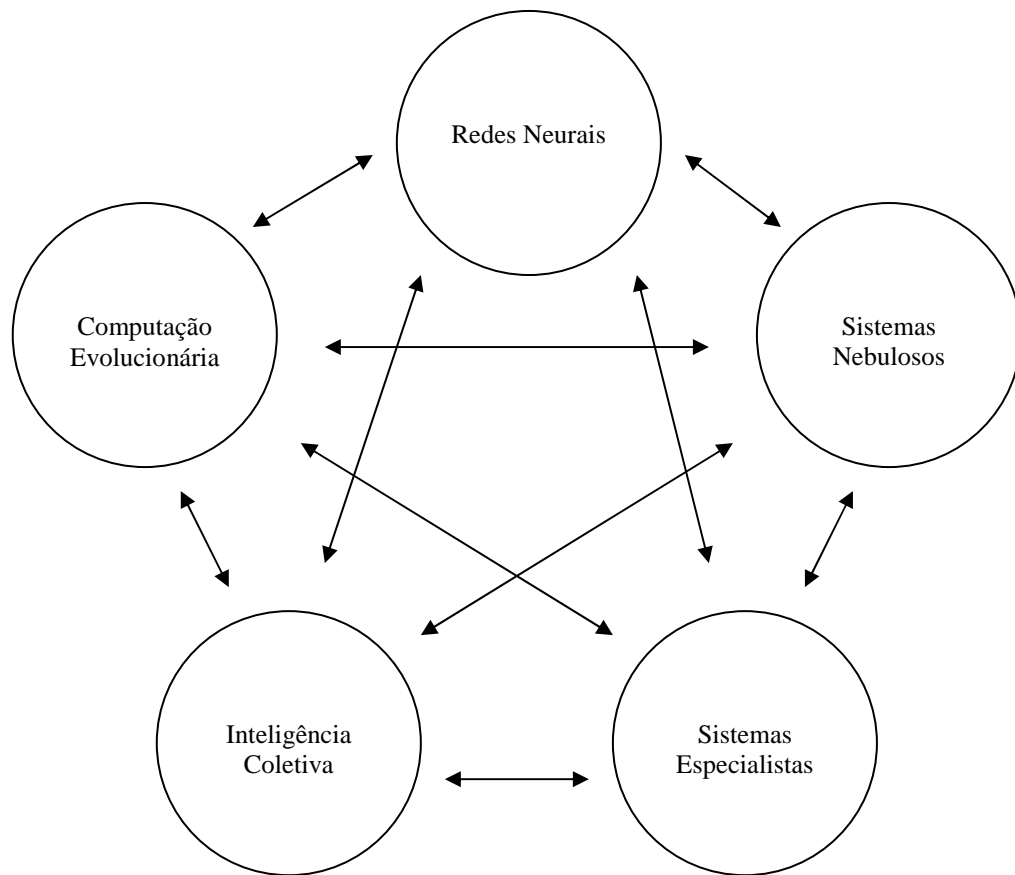 Redes Neurais
Computação
Evolucionária
Sistemas
Nebulosos
Inteligência
Coletiva
Sistemas
Especialistas